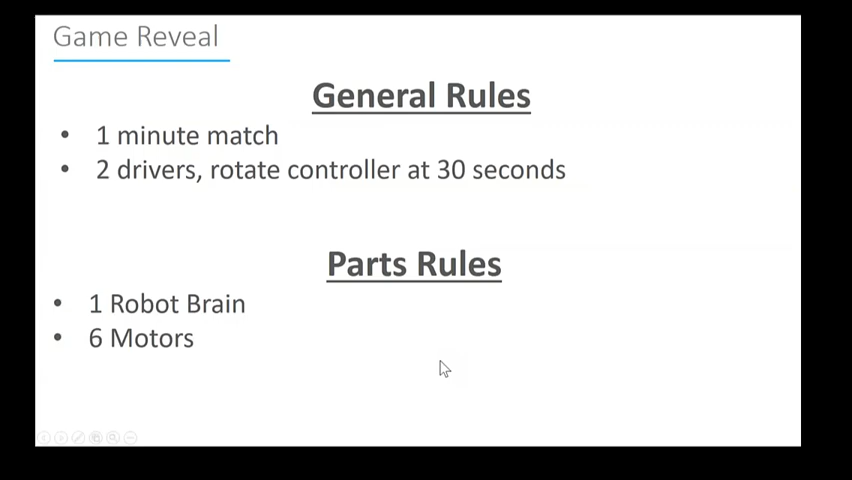 Game Reveal
General Rules
• 1 minute match
• 2 drivers, rotate controller at 30 seconds
Parts Rules
• 1 Robot Brain
• 6 Motors